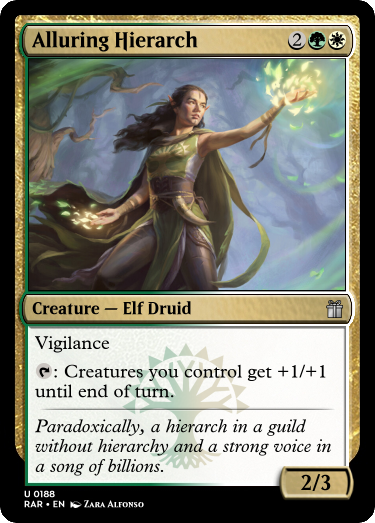 Alluring Hierarch 2
Creature — Elf Druid
Vigilance
: Creatures you control get +1/+1
until end of turn.
Paradoxically, a hierarch in a guild
without hierarchy and a strong voice in
a song of billions.
2/3
U 0188
RAR • EN Zara Alfonso